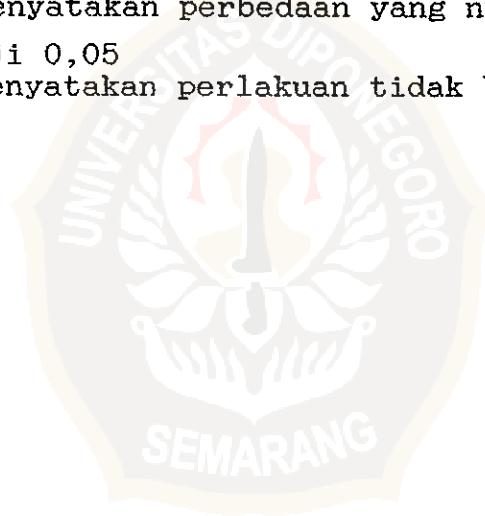 enyatakan perbedaan yang n
i 0,05
enyatakan perlakuan tidak
UNIVERSITAS DIPONEGORO
SEMARANG